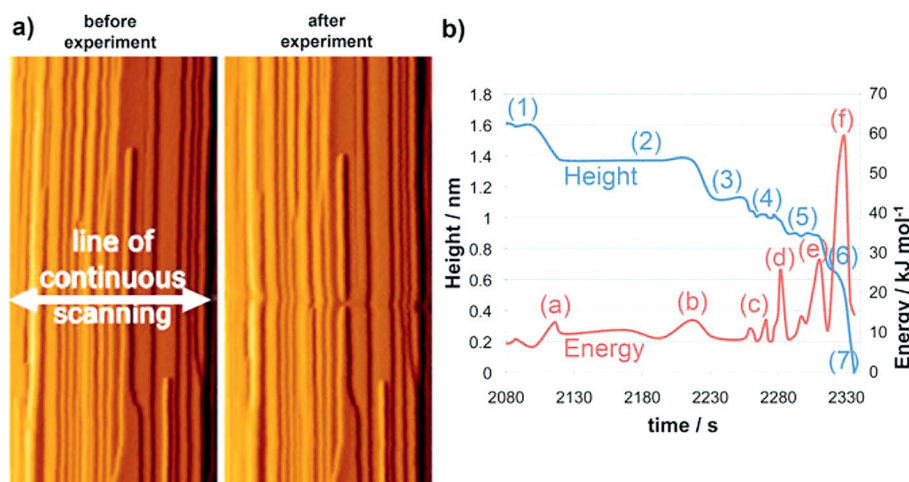 a)
before
experiment
after
experiment
line of
continuous
scanning
b)
Height / nm
1.8
1.6
1.4
1.2
1
0.8
0.6
0.4
0.2
0
70
60
50
40
30
20
10
0
Energy / kJ mol⁻¹
(1)
(2)
(3)
(4)
(5)
(6)
(7)
Height
(a)
(b)
(c)
(d)
(e)
(f)
Energy
2080 2130 2180 2230 2280 2330
time / s